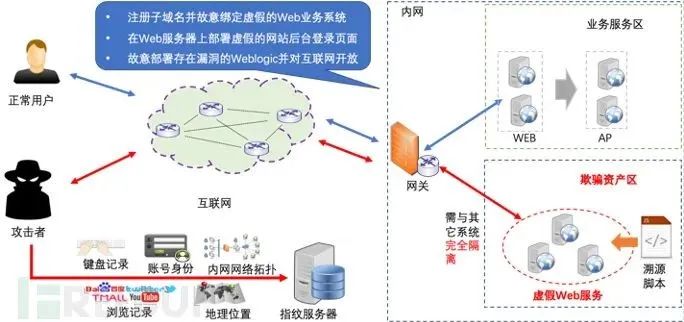 注册子域名并故意绑定虚假的Web业务系统
在Web服务器上部署虚假的网站后台登录页面
故意部署存在漏洞的Weblogic并对互联网开放
正常用户
攻击者
互联网
内网
业务服务区
WEB
AP
网关
欺骗资产区
需与其
它系统
完全隔
离
虚假Web服务
JS
溯源
脚本
键盘记录
账号身份
内网网络拓扑
Baidu百度
twitter
TMALL
YouTube
浏览记录
地理位置
指纹服务器